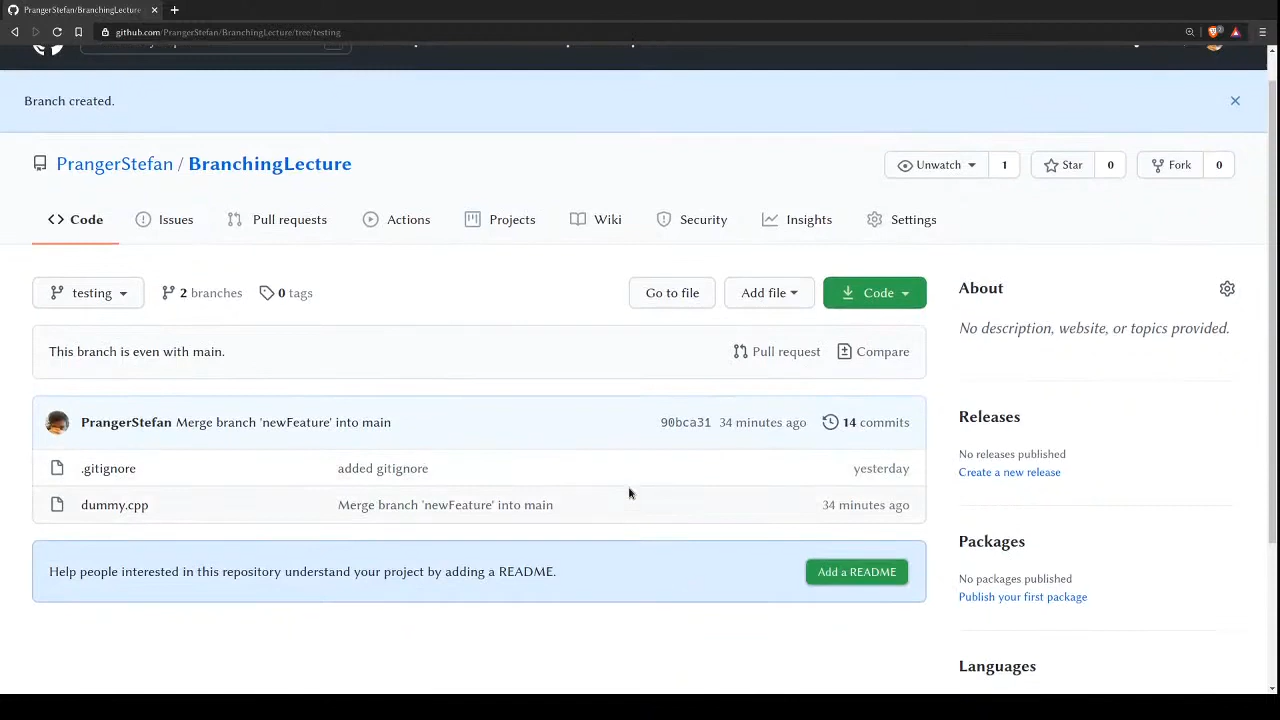 PrangerStefan/BranchingLecture
github.com/PrangerStefan/BranchingLecture/tree/testing
Branch created.
PrangerStefan / BranchingLecture
Unwatch 1 Star 0 Fork 0
Code Issues Pull requests Actions Projects Wiki Security Insights Settings
testing 2 branches 0 tags Go to file Add file Code
This branch is even with main. Pull request Compare
PrangerStefan Merge branch 'newFeature' into main 90bca31 34 minutes ago 14 commits
.gitignore added gitignore yesterday
dummy.cpp Merge branch 'newFeature' into main 34 minutes ago
Help people interested in this repository understand your project by adding a README. Add a README
About
No description, website, or topics provided.
Releases
No releases published
Create a new release
Packages
No packages published
Publish your first package
Languages